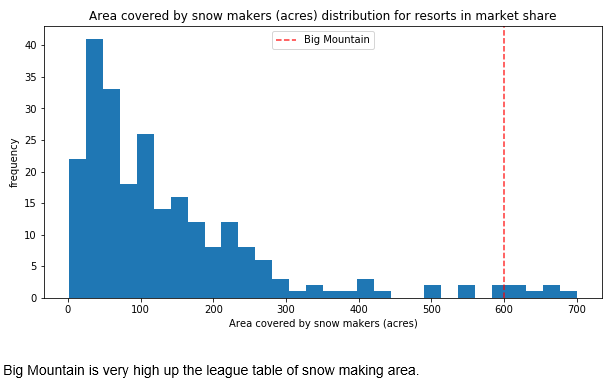 Area covered by snow makers (acres) distribution for resorts in market share
Big Mountain
frequency
40
35
30
25
20
15
10
5
0
0 100 200 300 400 500 600 700
Area covered by snow makers (acres)
Big Mountain is very high up the league table of snow making area.